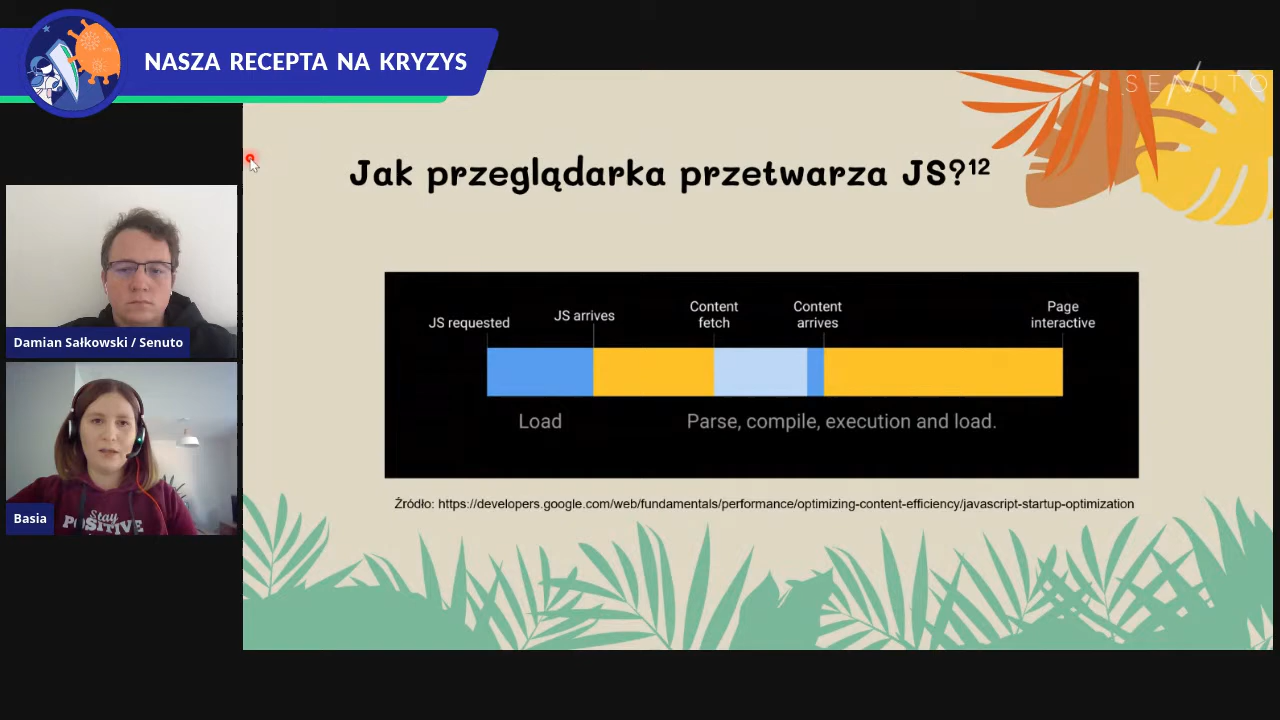 NASZA RECEPTA NA KRYZYS
SENUTO
Jak przeglądarka przetwarza JS?¹²
JS requested
JS arrives
Content
fetch
Content
arrives
Page
interactive
Load
Parse, compile, execution and load.
Źródło: https://developers.google.com/web/fundamentals/performance/optimizing-content-efficiency/javascript-startup-optimization
Damian Sałkowski / Senuto
Stay
POSITIVE
Basia